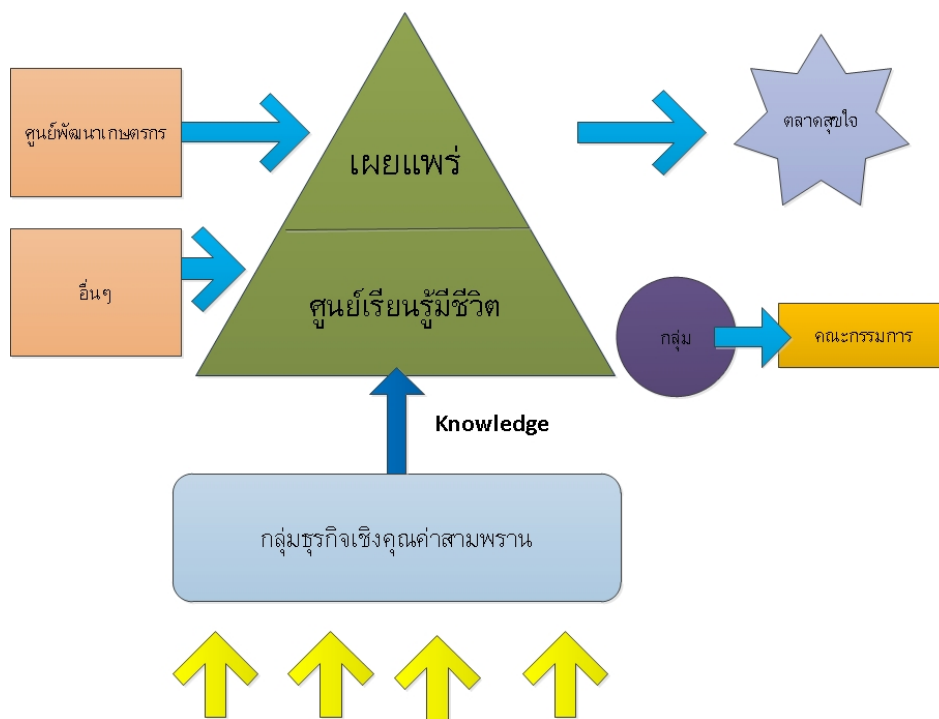 ศูนย์พัฒนาเกษตรกร
เผยแพร่
ตลาดสุขใจ
อื่นๆ
ศูนย์เรียนรู้มีชีวิต
กลุ่ม
คณะกรรมการ
Knowledge
กลุ่มธุรกิจเชิงคุณค่าสามพราน